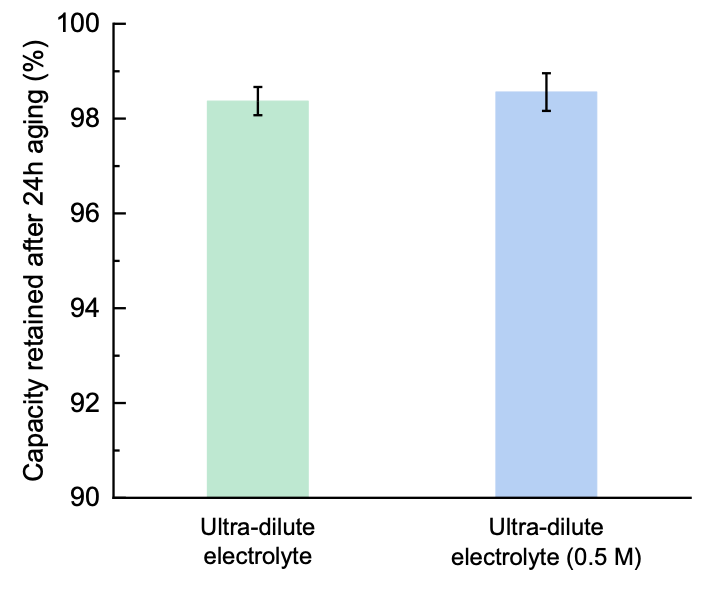 Capacity retained after 24h aging (%)
100
98
96
94
92
90
Ultra-dilute
electrolyte
Ultra-dilute
electrolyte (0.5 M)